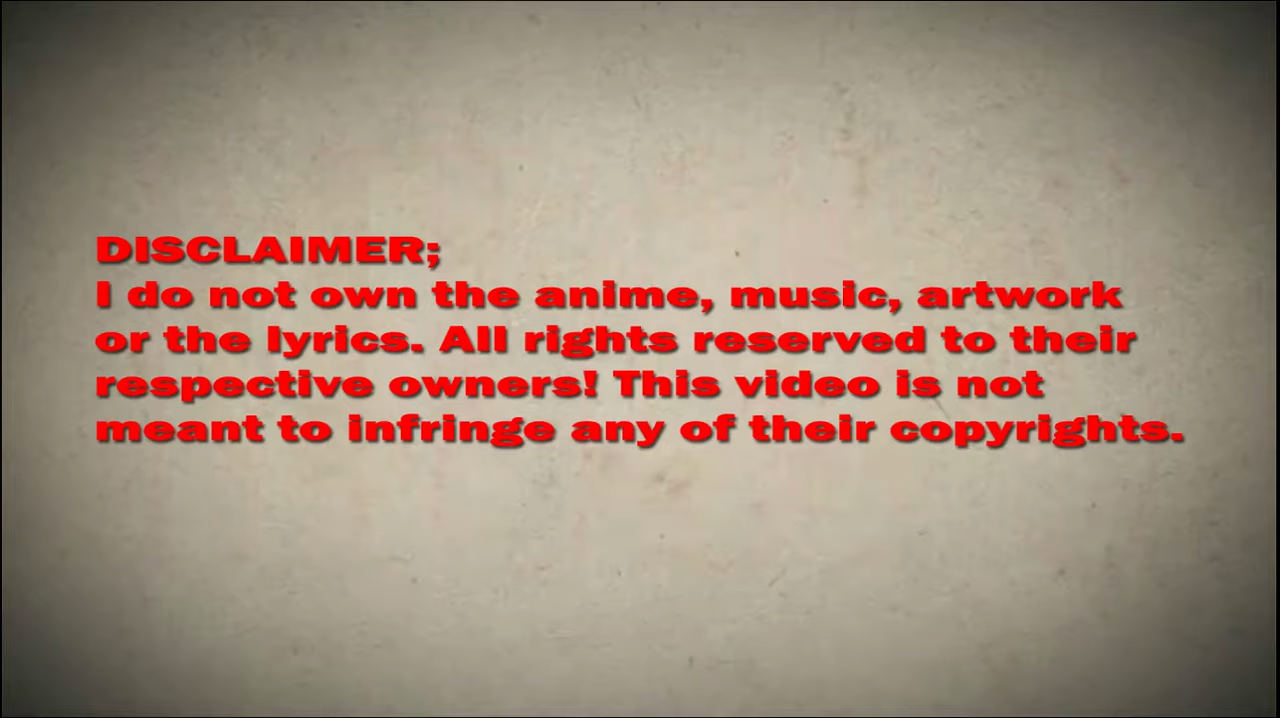 DISCLAIMER;
I do not own the anime, music, artwork
or the lyrics. All rights reserved to their
respective owners! This video is not
meant to infringe any of their copyrights.